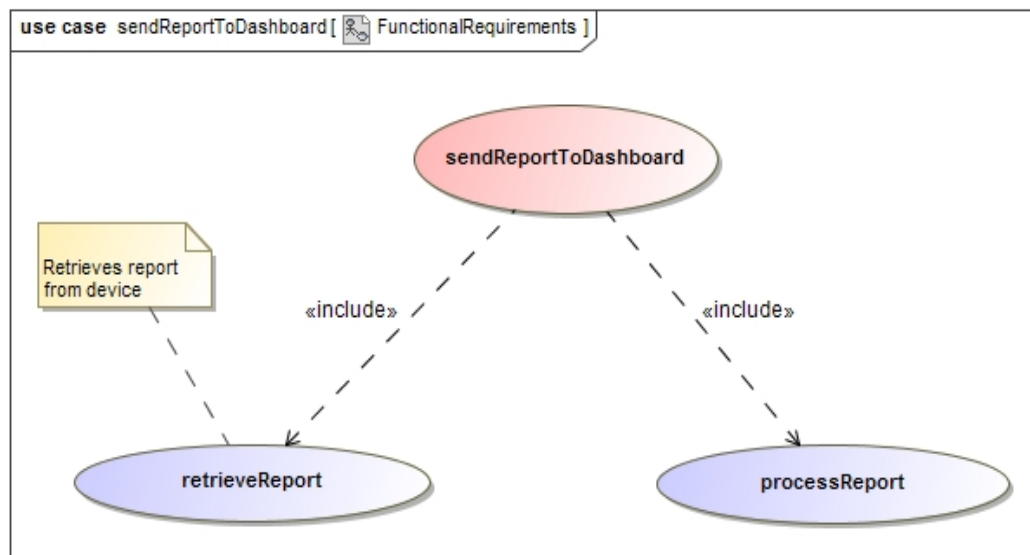 use case sendReportToDashboard [ FunctionalRequirements ]
sendReportToDashboard
Retrieves report
from device
«include»
«include»
retrieveReport
processReport